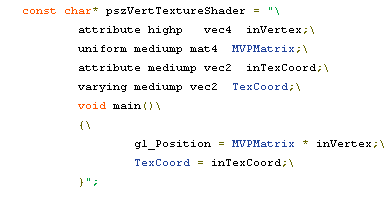 const char* pszVertTextureShader = "\
attribute highp   vec4  inVertex;\
uniform mediump mat4  MVPMatrix;\
attribute mediump vec2  inTexCoord;\
varying mediump vec2  TexCoord;\
void main()\
{\
gl_Position = MVPMatrix * inVertex;\
TexCoord = inTexCoord;\
}";